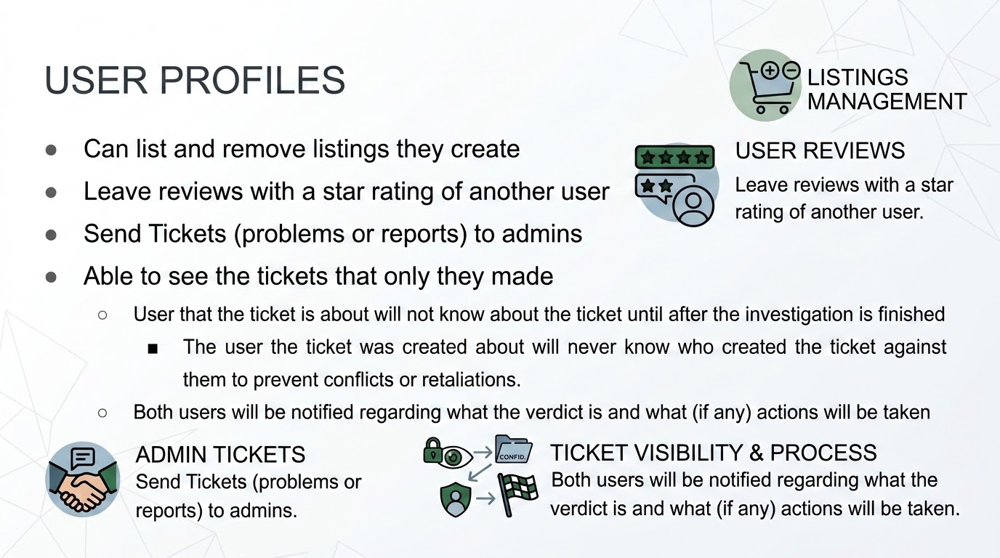 USER PROFILES
LISTINGS
MANAGEMENT
● Can list and remove listings they create
● Leave reviews with a star rating of another user
● Send Tickets (problems or reports) to admins
● Able to see the tickets that only they made
○ User that the ticket is about will not know about the ticket until after the investigation is finished
■ The user the ticket was created about will never know who created the ticket against
them to prevent conflicts or retaliations.
○ Both users will be notified regarding what the verdict is and what (if any) actions will be taken
USER REVIEWS
Leave reviews with a star
rating of another user.
ADMIN TICKETS
Send Tickets (problems or
reports) to admins.
CONFID.
TICKET VISIBILITY & PROCESS
Both users will be notified regarding what the
verdict is and what (if any) actions will be taken.